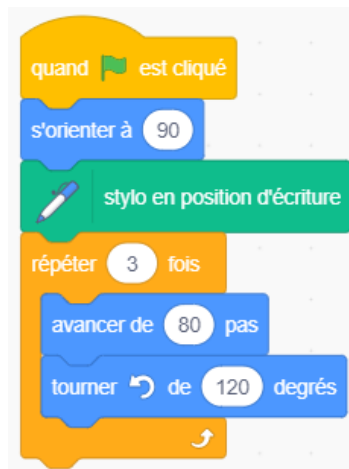 quand est cliqué
s'orienter à 90
stylo en position d'écriture
répéter 3 fois
avancer de 80 pas
tourner de 120 degrés